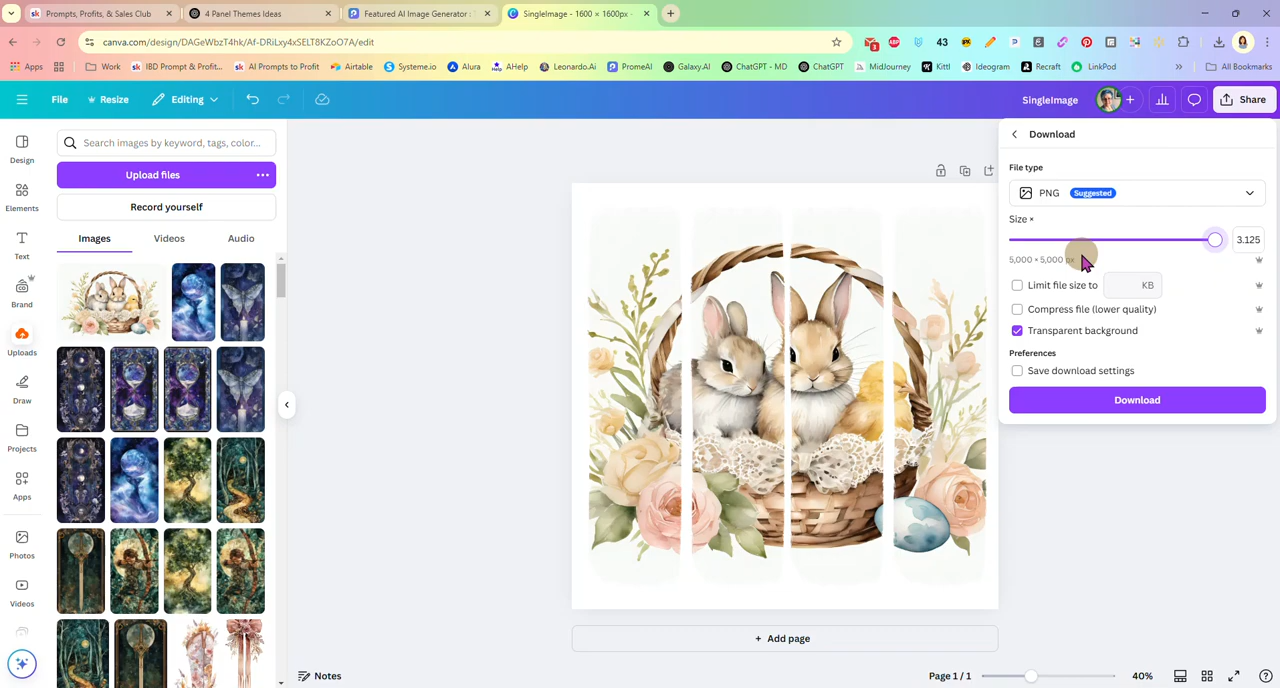 Prompts, Profits, & Sales Club
4 Panel Themes Ideas
Featured AI Image Generator :
SingleImage - 1600 × 1600px -
canva.com/design/DAGeWbzT4hk/Af-DRiLxy4xSELT8KZoO7A/edit
3
43
Apps
Work
IBD Prompt & Profit...
AI Prompts to Profit
Airtable
Systeme.io
Alura
AHelp
Leonardo.Ai
PromeAI
Galaxy.AI
ChatGPT - MD
ChatGPT
MidJourney
Kittl
Ideogram
Recraft
LinkPod
All Bookmarks
File
Resize
Editing
SingleImage
Share
Design
Elements
Text
Brand
Uploads
Draw
Projects
Apps
Photos
Videos
Search images by keyword, tags, color...
Upload files
Record yourself
Images
Videos
Audio
Download
File type
PNG
Suggested
Size ×
3.125
5,000 × 5,000 px
Limit file size to
KB
Compress file (lower quality)
Transparent background
Preferences
Save download settings
Download
+ Add page
Notes
Page 1 / 1
40%